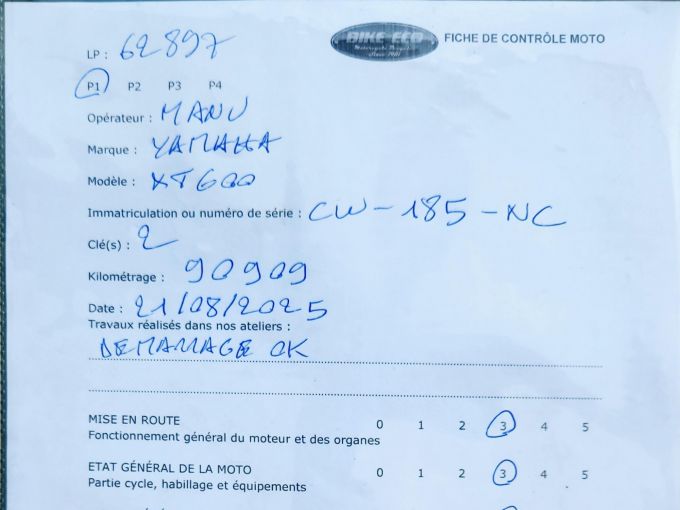 LP : 62897
BIKE ECO
FICHE DE CONTRÔLE MOTO
P1 P2 P3 P4
Opérateur : MANU
Marque : YAMAHA
Modèle : XT600
Immatriculation ou numéro de série : CW-185-NC
Clé(s) : 2
Kilométrage : 90909
Date : 21/08/2025
Travaux réalisés dans nos ateliers :
DEMARRAGE OK
MISE EN ROUTE 0 1 2 3 4 5
Fonctionnement général du moteur et des organes
ETAT GÉNÉRAL DE LA MOTO 0 1 2 3 4 5
Partie cycle, habillage et équipements